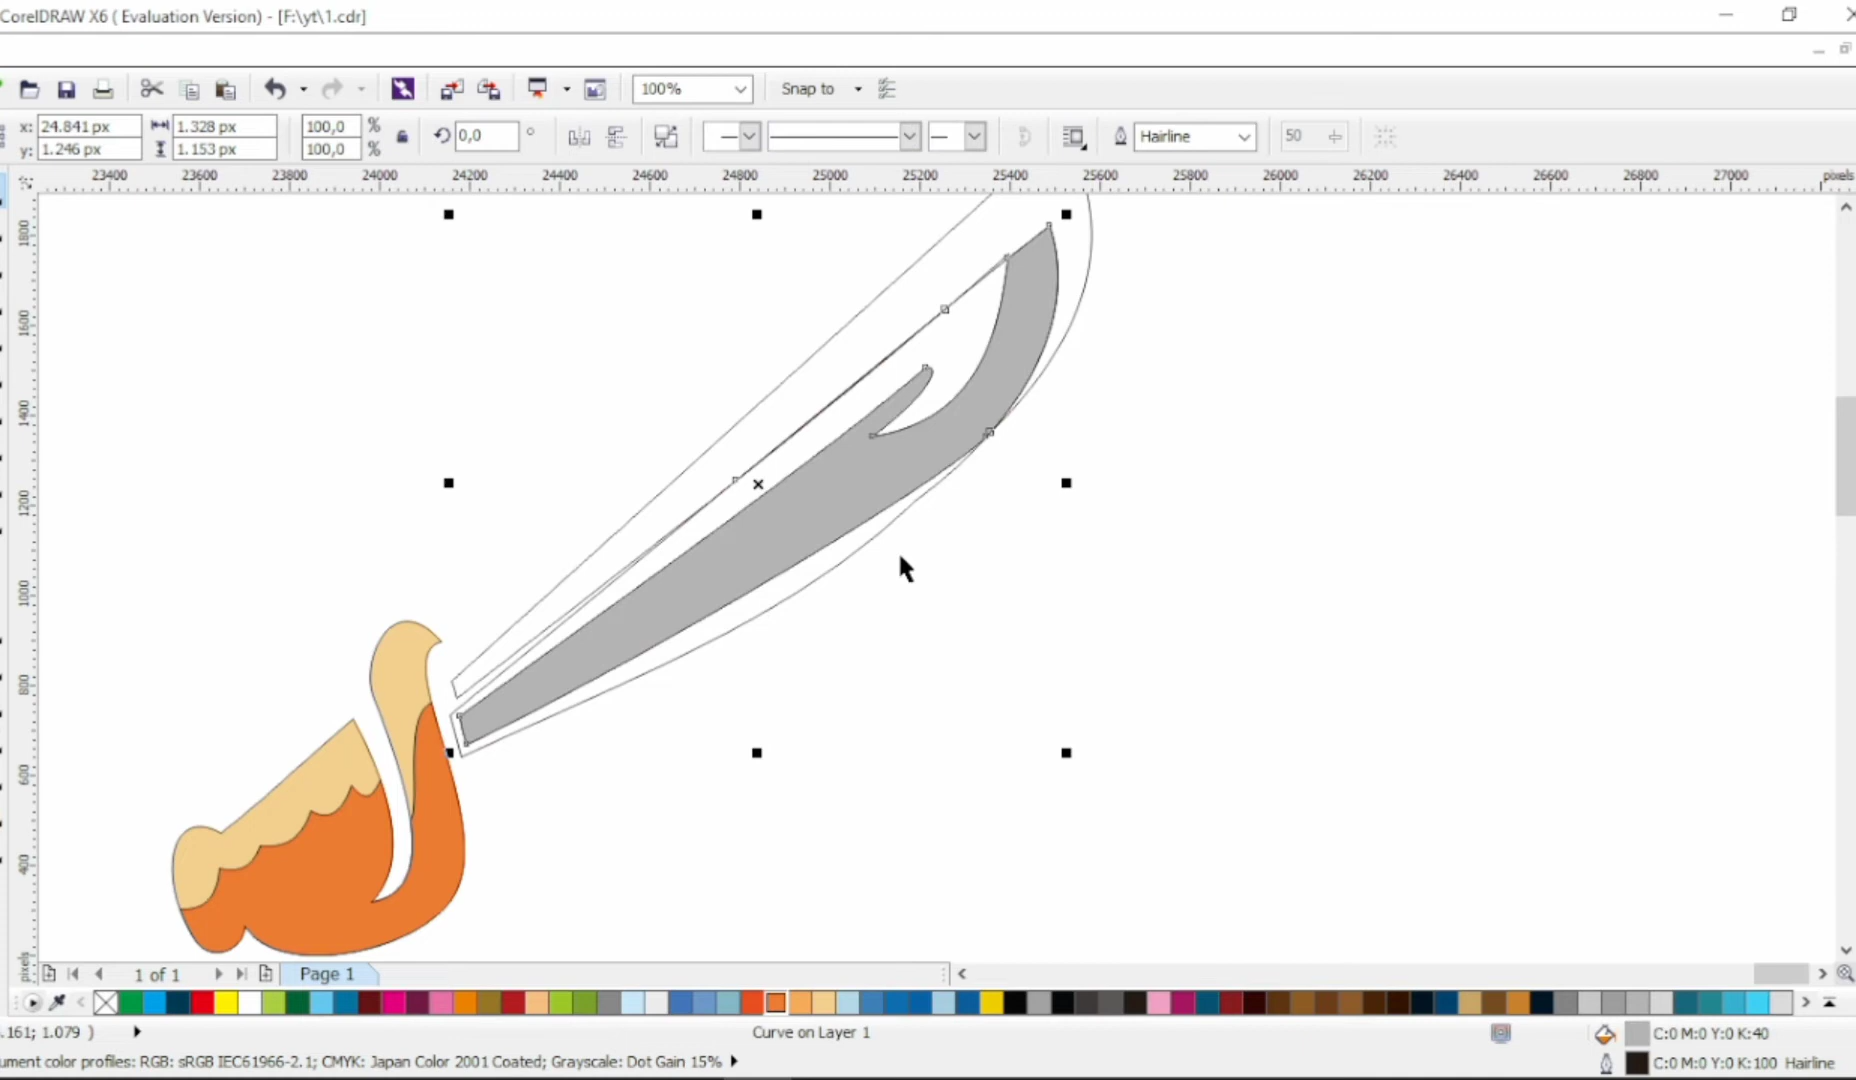 CorelDRAW X6 ( Evaluation Version) - [F:\yt\1.cdr]
100% Snap to
x: 24.841 px 1.328 px 100,0 % 0,0 ° Hairline 50
y: 1.246 px 1.153 px 100,0 %
23400 23600 23800 24000 24200 24400 24600 24800 25000 25200 25400 25600 25800 26000 26200 26400 26600 26800 27000 pixels
1800
1600
1400
1200
1000
800
600
400
pixels
1 of 1 Page 1
.161; 1.079 ) Curve on Layer 1 C:0 M:0 Y:0 K:40
ument color profiles: RGB: sRGB IEC61966-2.1; CMYK: Japan Color 2001 Coated; Grayscale: Dot Gain 15% C:0 M:0 Y:0 K:100 Hairline